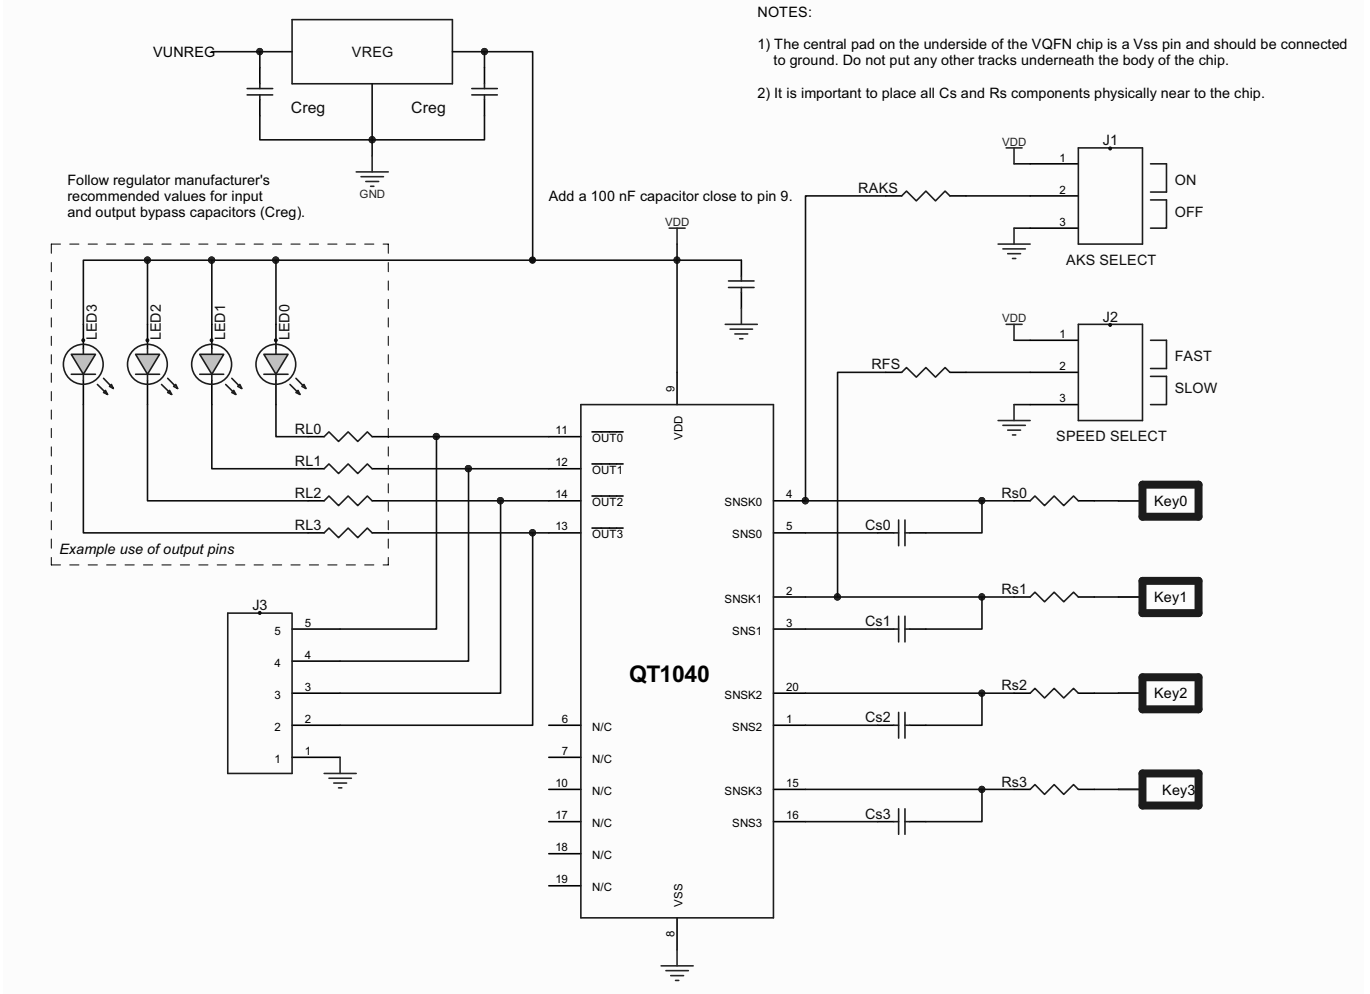 NOTES:
1) The central pad on the underside of the VQFN chip is a Vss pin and should be connected
to ground. Do not put any other tracks underneath the body of the chip.
2) It is important to place all Cs and Rs components physically near to the chip.
VUNREG
VREG
Creg
Creg
GND
Follow regulator manufacturer's
recommended values for input
and output bypass capacitors (Creg).
Add a 100 nF capacitor close to pin 9.
VDD
LED3
LED2
LED1
LED0
RL0
RL1
RL2
RL3
Example use of output pins
J3
5
5
4
4
3
3
2
2
1
1
11
OUT0
12
OUT1
14
OUT2
13
OUT3
9
VDD
QT1040
6
N/C
7
N/C
10
N/C
17
N/C
18
N/C
19
N/C
VSS
8
SNSK0
4
SNS0
5
SNSK1
2
SNS1
3
SNSK2
20
SNS2
1
SNSK3
15
SNS3
16
RAKS
VDD
J1
1
2
3
ON
OFF
AKS SELECT
RFS
VDD
J2
1
2
3
FAST
SLOW
SPEED SELECT
Rs0
Cs0
Key0
Rs1
Cs1
Key1
Rs2
Cs2
Key2
Rs3
Cs3
Key3